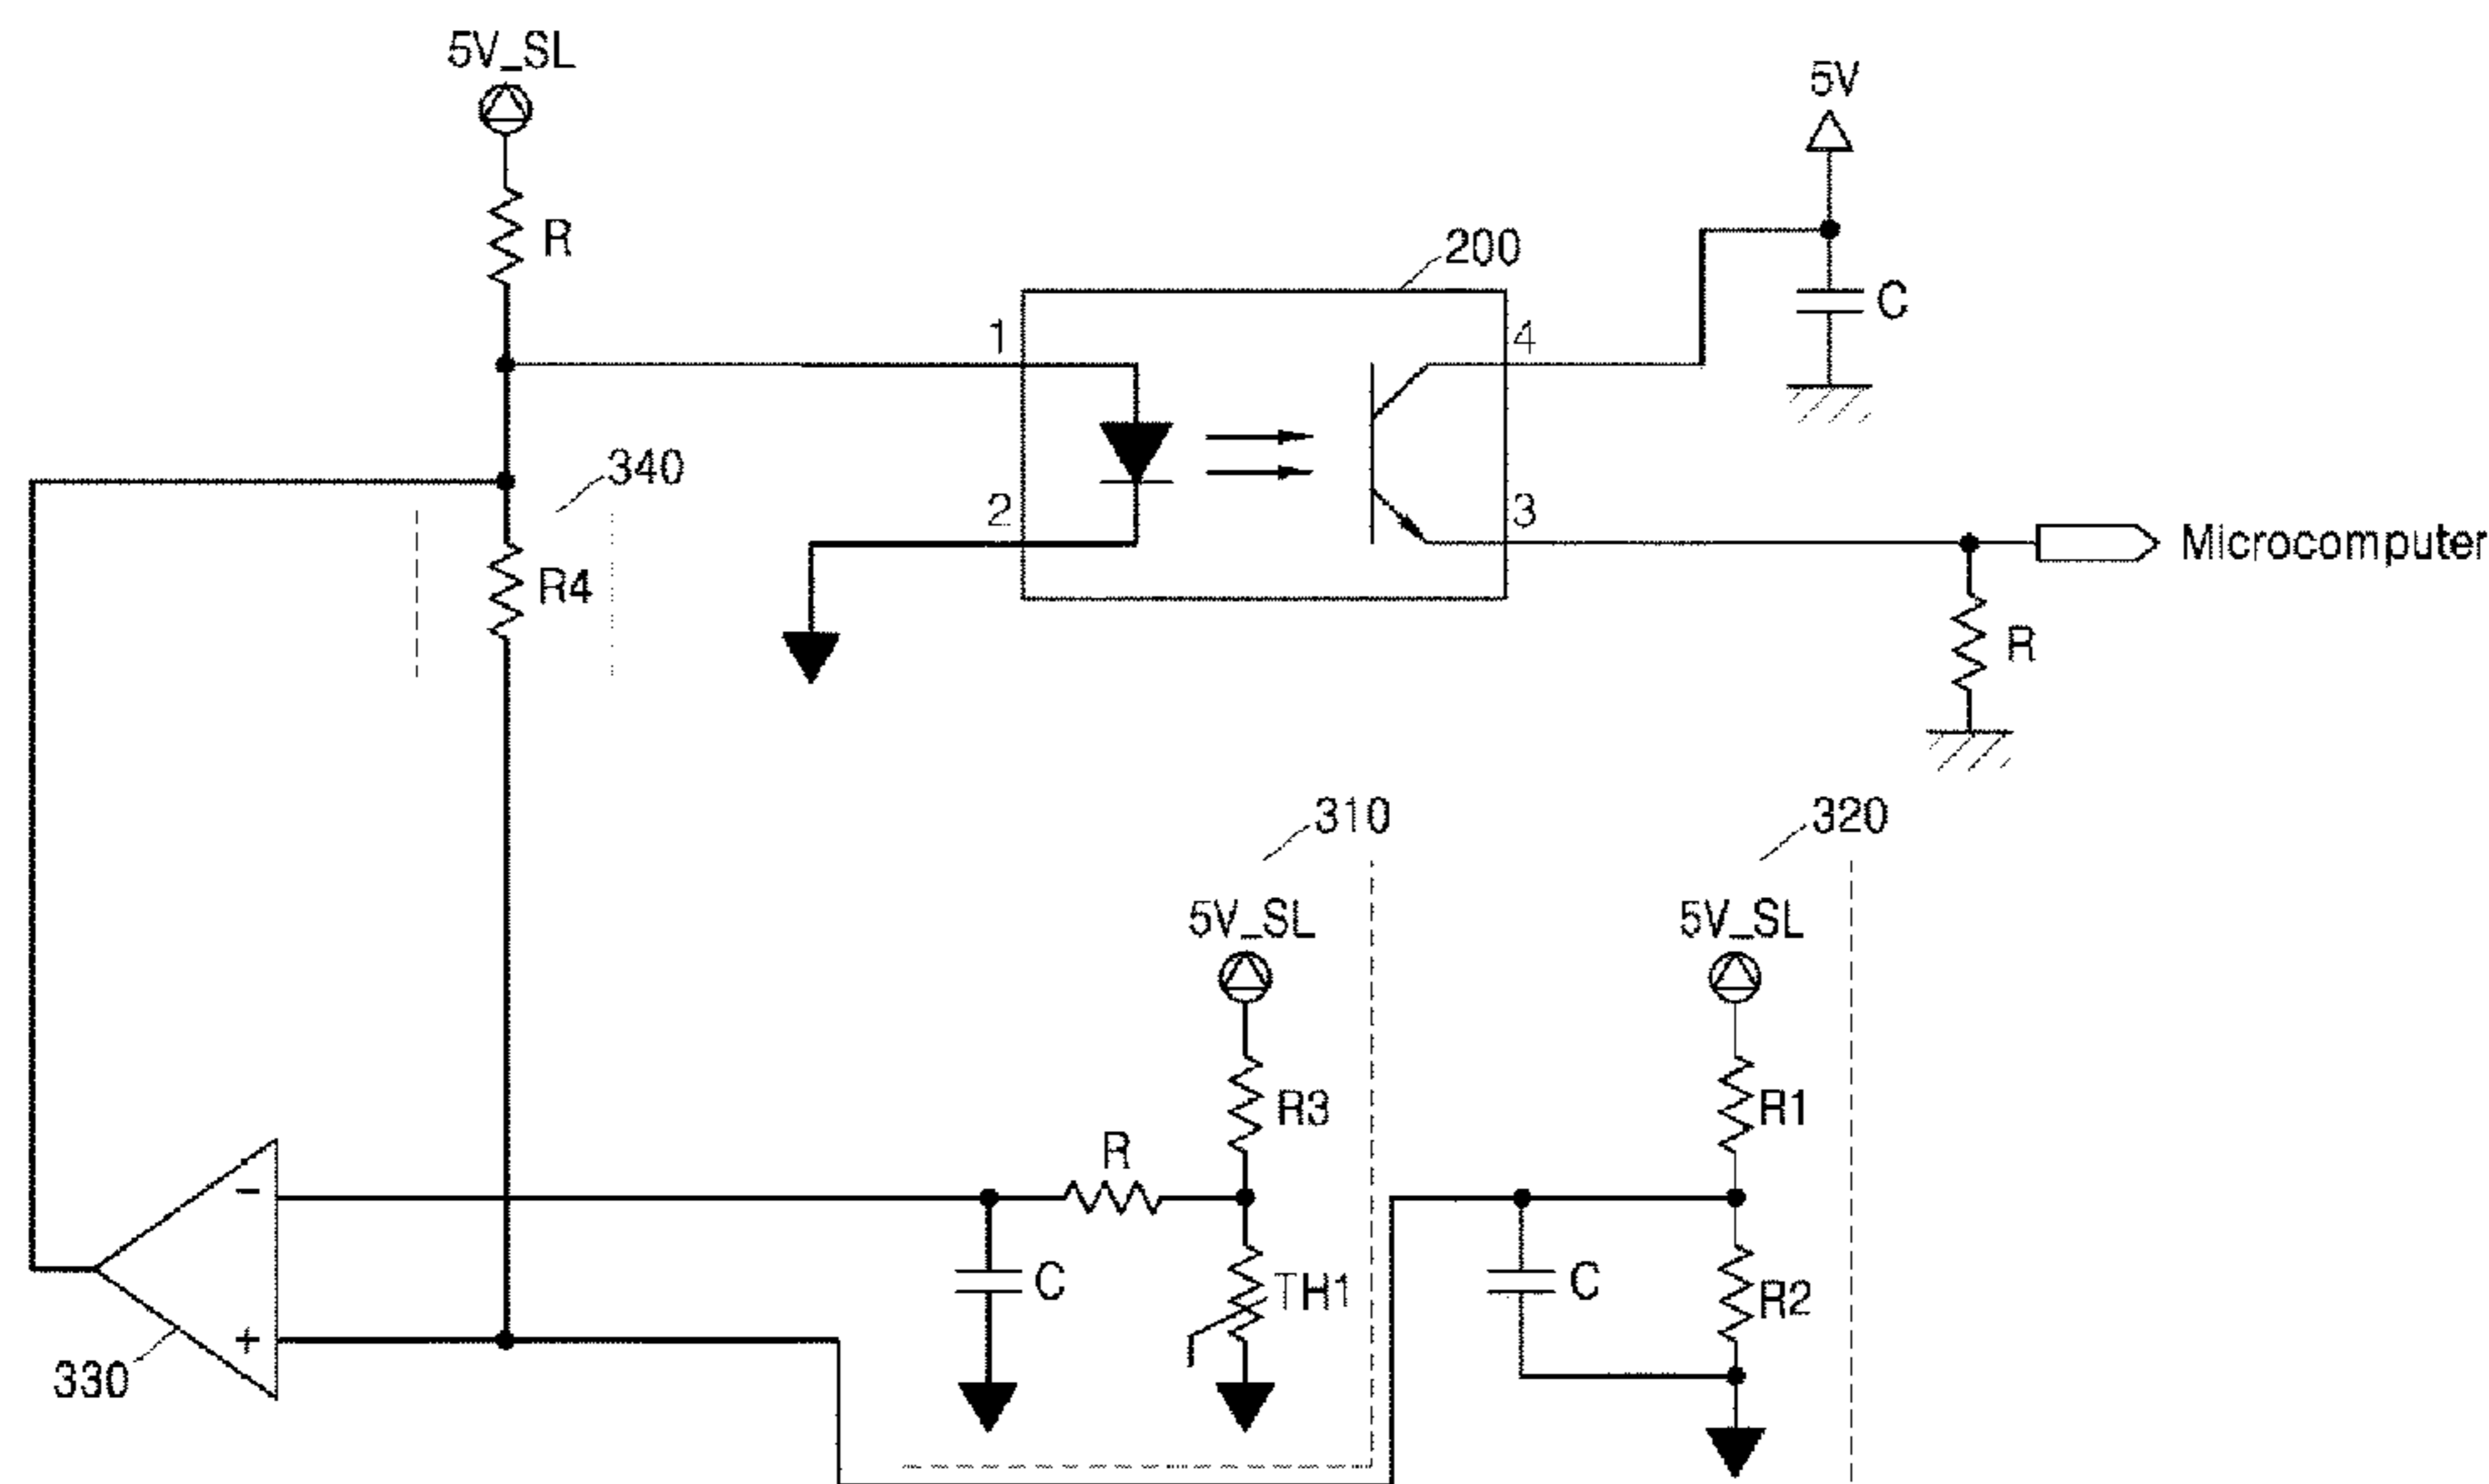 5V_SL
5V
R
200
C
1
4
340
2
3
R4
Microcomputer
R
310
320
5V_SL
5V_SL
R3
R1
R
−
C
TH1
C
R2
+
330